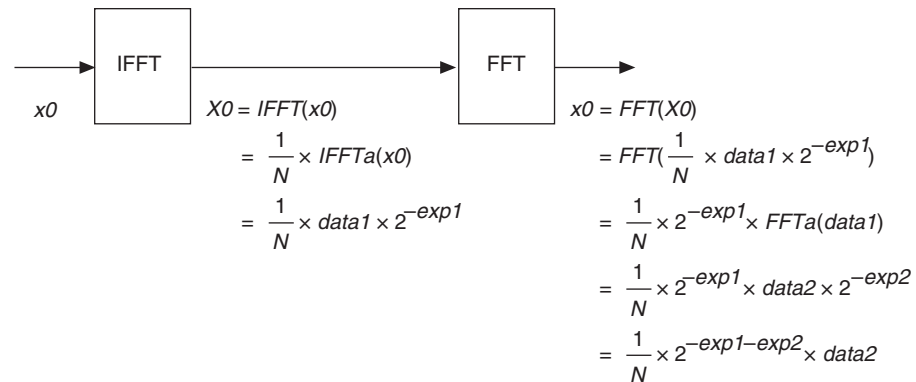 IFFT
FFT
x0
X0 = IFFT(x0)
= 1/N × IFFTa(x0)
= 1/N × data1 × 2^–exp1
x0 = FFT(X0)
= FFT(1/N × data1 × 2^–exp1)
= 1/N × 2^–exp1 × FFTa(data1)
= 1/N × 2^–exp1 × data2 × 2^–exp2
= 1/N × 2^–exp1–exp2 × data2